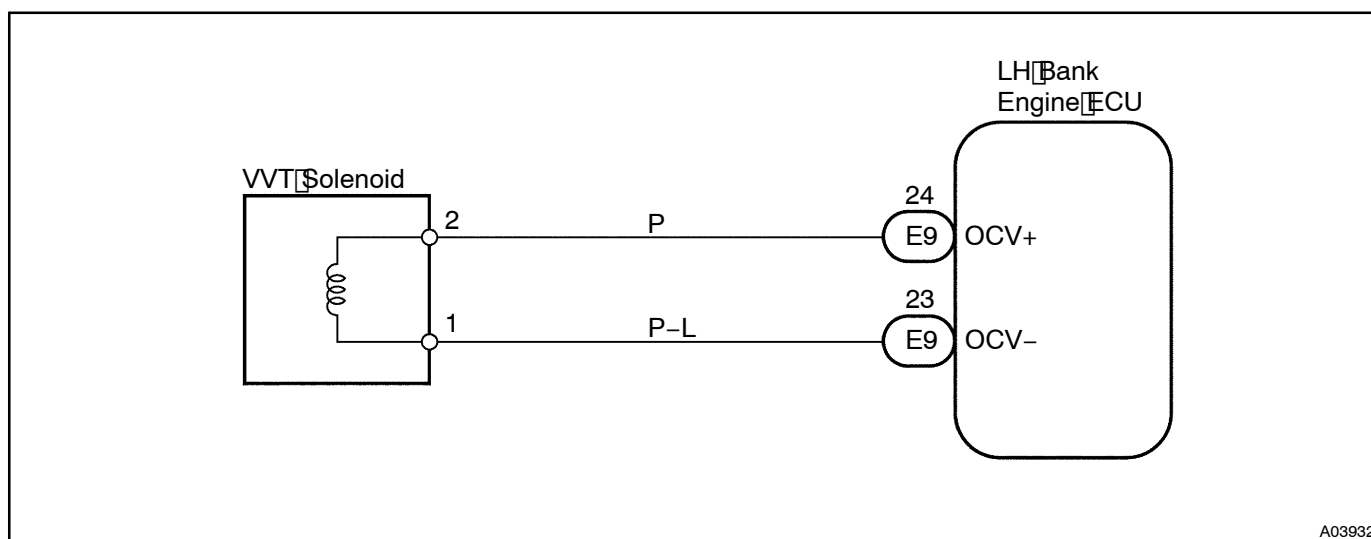 LH Bank
Engine ECU
VVT Solenoid
2
P
24
E9
OCV+
1
P–L
23
E9
OCV–
A03932